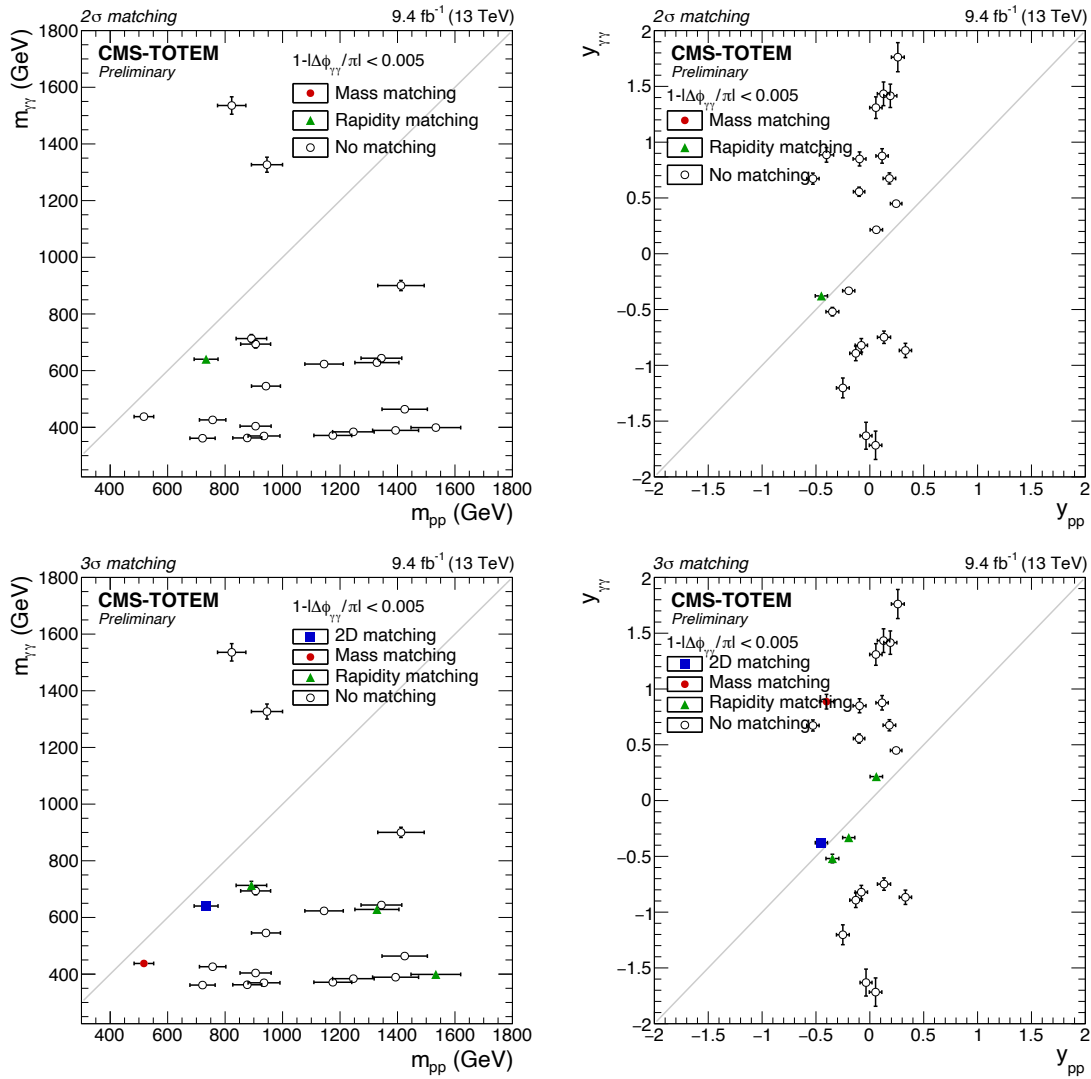 2σ matching 9.4 fb⁻¹ (13 TeV)
CMS-TOTEM
Preliminary
1-|Δϕγγ/π| < 0.005
Mass matching
Rapidity matching
No matching
mγγ (GeV)
1800
1600
1400
1200
1000
800
600
400
400 600 800 1000 1200 1400 1600 1800
mpp (GeV)
2σ matching 9.4 fb⁻¹ (13 TeV)
CMS-TOTEM
Preliminary
1-|Δϕγγ/π| < 0.005
Mass matching
Rapidity matching
No matching
yγγ
2
1.5
1
0.5
0
−0.5
−1
−1.5
−2
−2 −1.5 −1 −0.5 0 0.5 1 1.5 2
ypp
3σ matching 9.4 fb⁻¹ (13 TeV)
CMS-TOTEM
Preliminary
1-|Δϕγγ/π| < 0.005
2D matching
Mass matching
Rapidity matching
No matching
mγγ (GeV)
1800
1600
1400
1200
1000
800
600
400
400 600 800 1000 1200 1400 1600 1800
mpp (GeV)
3σ matching 9.4 fb⁻¹ (13 TeV)
CMS-TOTEM
Preliminary
1-|Δϕγγ/π| < 0.005
2D matching
Mass matching
Rapidity matching
No matching
yγγ
2
1.5
1
0.5
0
−0.5
−1
−1.5
−2
−2 −1.5 −1 −0.5 0 0.5 1 1.5 2
ypp